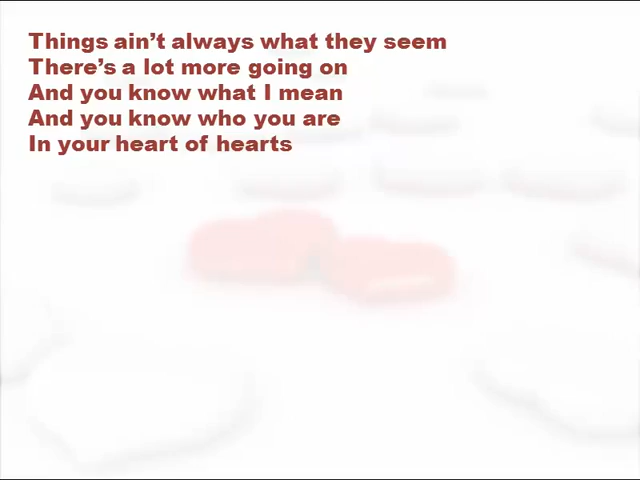 Things ain’t always what they seem
There’s a lot more going on
And you know what I mean
And you know who you are
In your heart of hearts